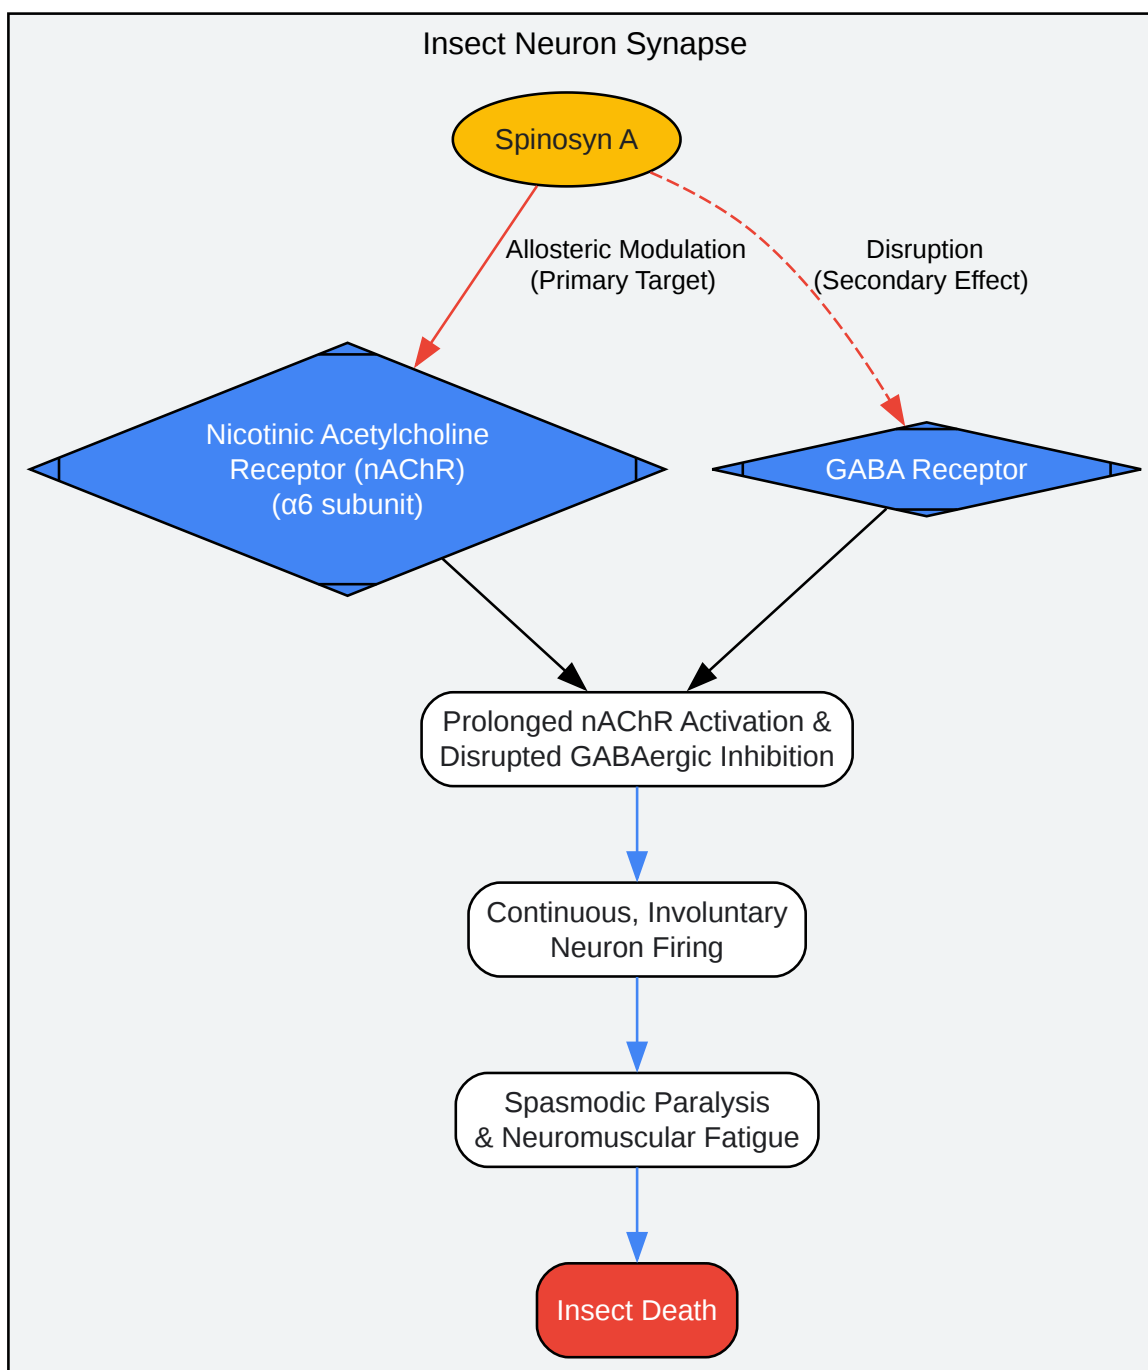 Insect Neuron Synapse
Spinosyn A
Allosteric Modulation
(Primary Target)
Disruption
(Secondary Effect)
Nicotinic Acetylcholine
Receptor (nAChR)
(α6 subunit)
GABA Receptor
Prolonged nAChR Activation &
Disrupted GABAergic Inhibition
Continuous, Involuntary
Neuron Firing
Spasmodic Paralysis
& Neuromuscular Fatigue
Insect Death